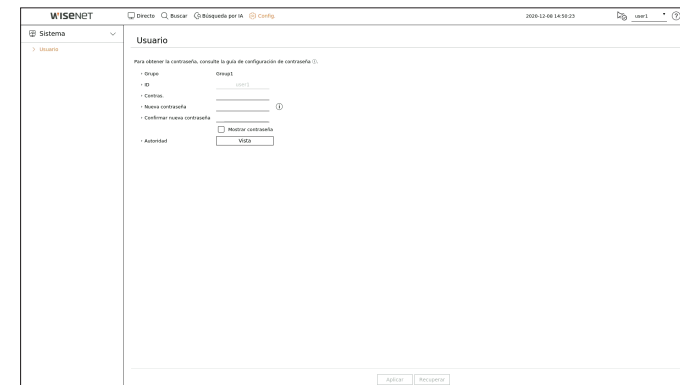 WISENET
Directo Buscar Búsqueda por IA Config.
2020-12-08 14:50:23
user1
Sistema
Usuario
Usuario
Para obtener la contraseña, consulte la guía de configuración de contraseña
Grupo Group1
ID user1
Contras.
Nueva contraseña
Confirmar nueva contraseña
Mostrar contraseña
Autoridad Vista
Aplicar Recuperar